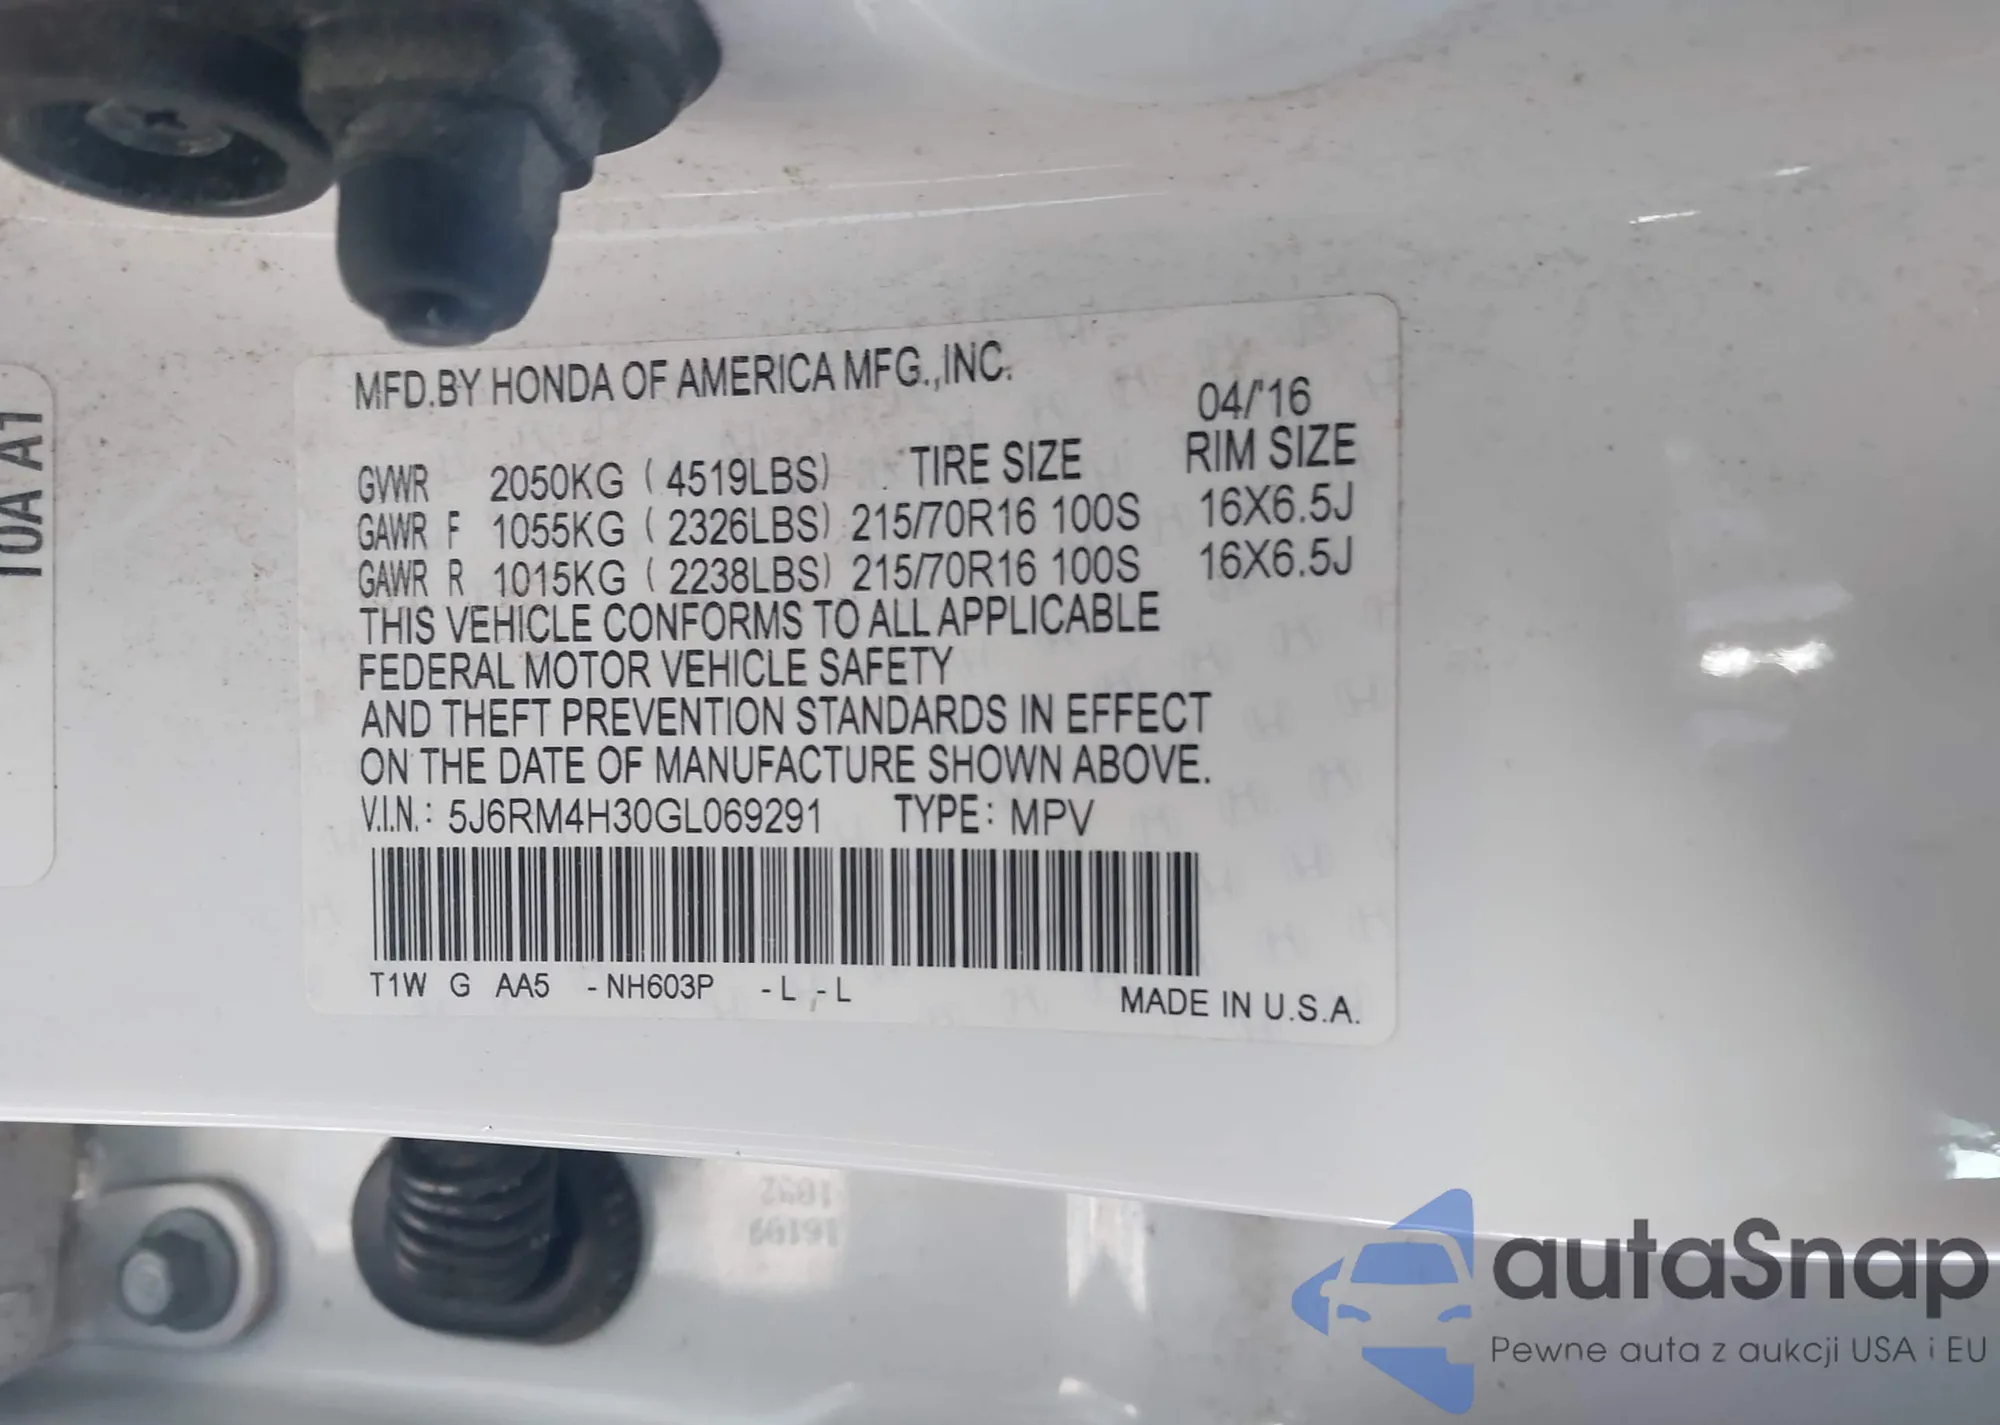 10A A1
MFD.BY HONDA OF AMERICA MFG.,INC.
04/'16
GVWR 2050KG ( 4519LBS) TIRE SIZE RIM SIZE
GAWR F 1055KG ( 2326LBS) 215/70R16 100S 16X6.5J
GAWR R 1015KG ( 2238LBS) 215/70R16 100S 16X6.5J
THIS VEHICLE CONFORMS TO ALL APPLICABLE
FEDERAL MOTOR VEHICLE SAFETY
AND THEFT PREVENTION STANDARDS IN EFFECT
ON THE DATE OF MANUFACTURE SHOWN ABOVE.
V.I.N.: 5J6RM4H30GL069291 TYPE: MPV
T1W G AA5 - NH603P - L , - L
MADE IN U.S.A.
autaSnap
Pewne auta z aukcji USA i EU